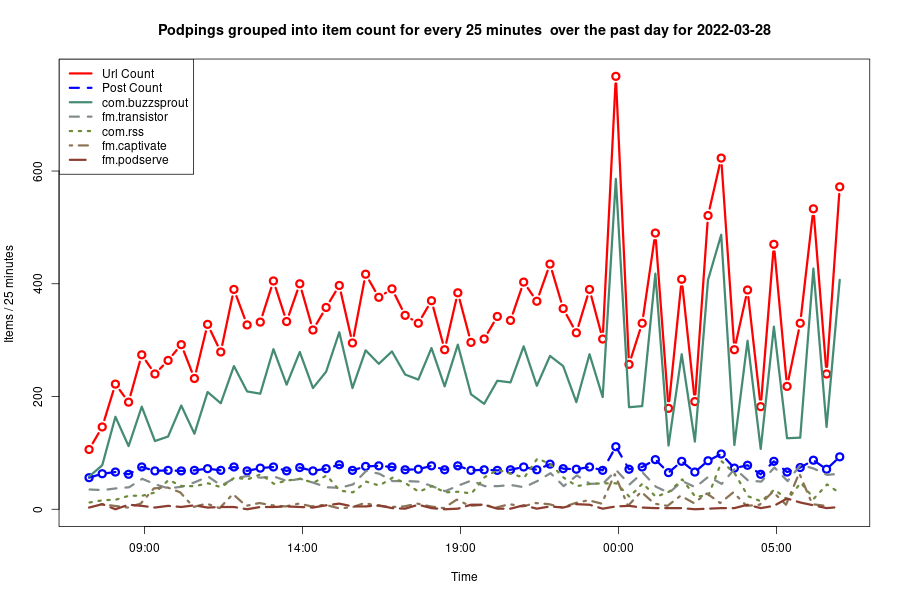 Podpings grouped into item count for every 25 minutes  over the past day for 2022-03-28
Url Count
Post Count
com.buzzsprout
fm.transistor
com.rss
fm.captivate
fm.podserve
Items / 25 minutes
600
400
200
0
09:00 14:00 19:00 00:00 05:00
Time